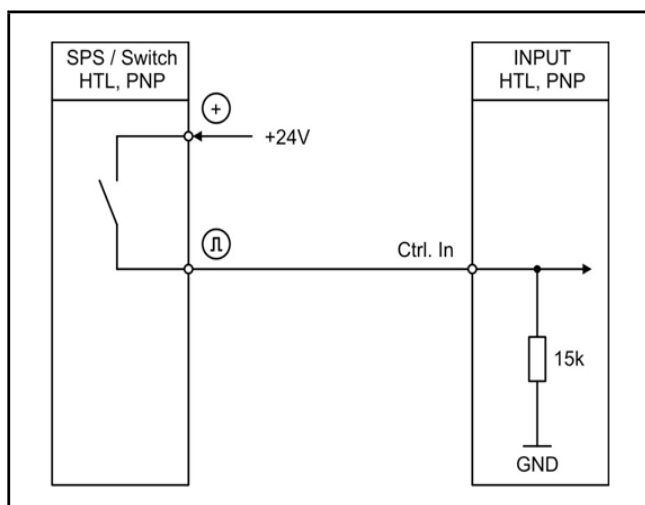 SPS / Switch
HTL, PNP
INPUT
HTL, PNP
+
+24V
Ctrl. In
15k
GND